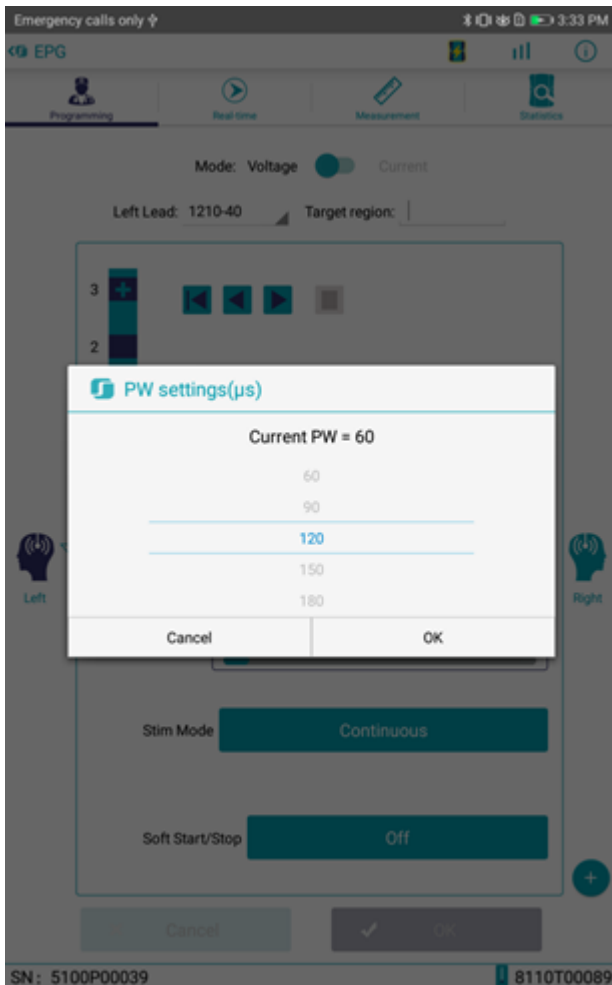 Emergency calls only 3:33 PM
EPG
Programming Real-time Measurement Statistics
Mode: Voltage Current
Left Lead: 1210-40 Target region:
3
2
PW settings(μs)
Current PW = 60
60
90
120
150
180
Cancel OK
Left Right
Stim Mode Continuous
Soft Start/Stop Off
Cancel OK
SN: 5100P00039 8110T00089